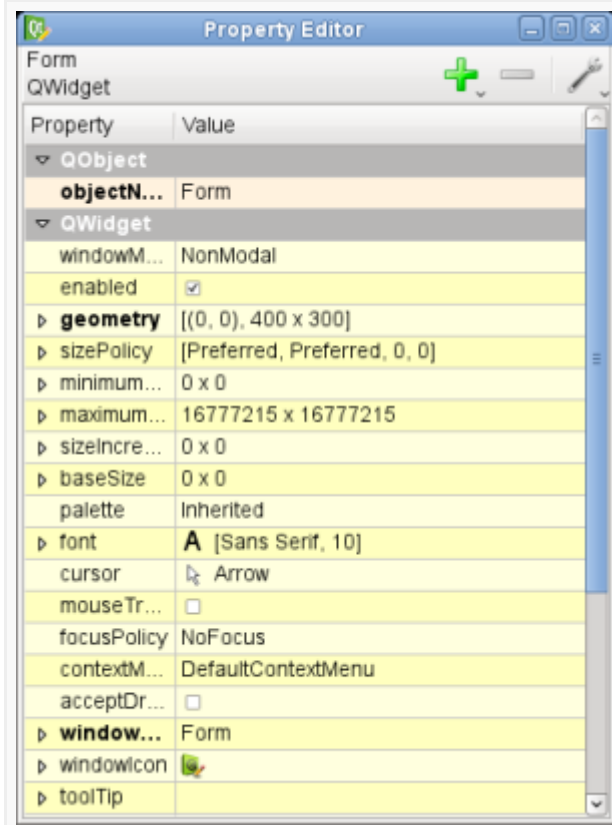 Property Editor
Form
QWidget
Property Value
QObject
objectN... Form
QWidget
windowM... NonModal
enabled
geometry [(0, 0), 400 x 300]
sizePolicy [Preferred, Preferred, 0, 0]
minimum... 0 x 0
maximum... 16777215 x 16777215
sizeIncre... 0 x 0
baseSize 0 x 0
palette Inherited
font A [Sans Serif, 10]
cursor Arrow
mouseTr...
focusPolicy NoFocus
contextM... DefaultContextMenu
acceptDr...
window... Form
windowIcon
toolTip